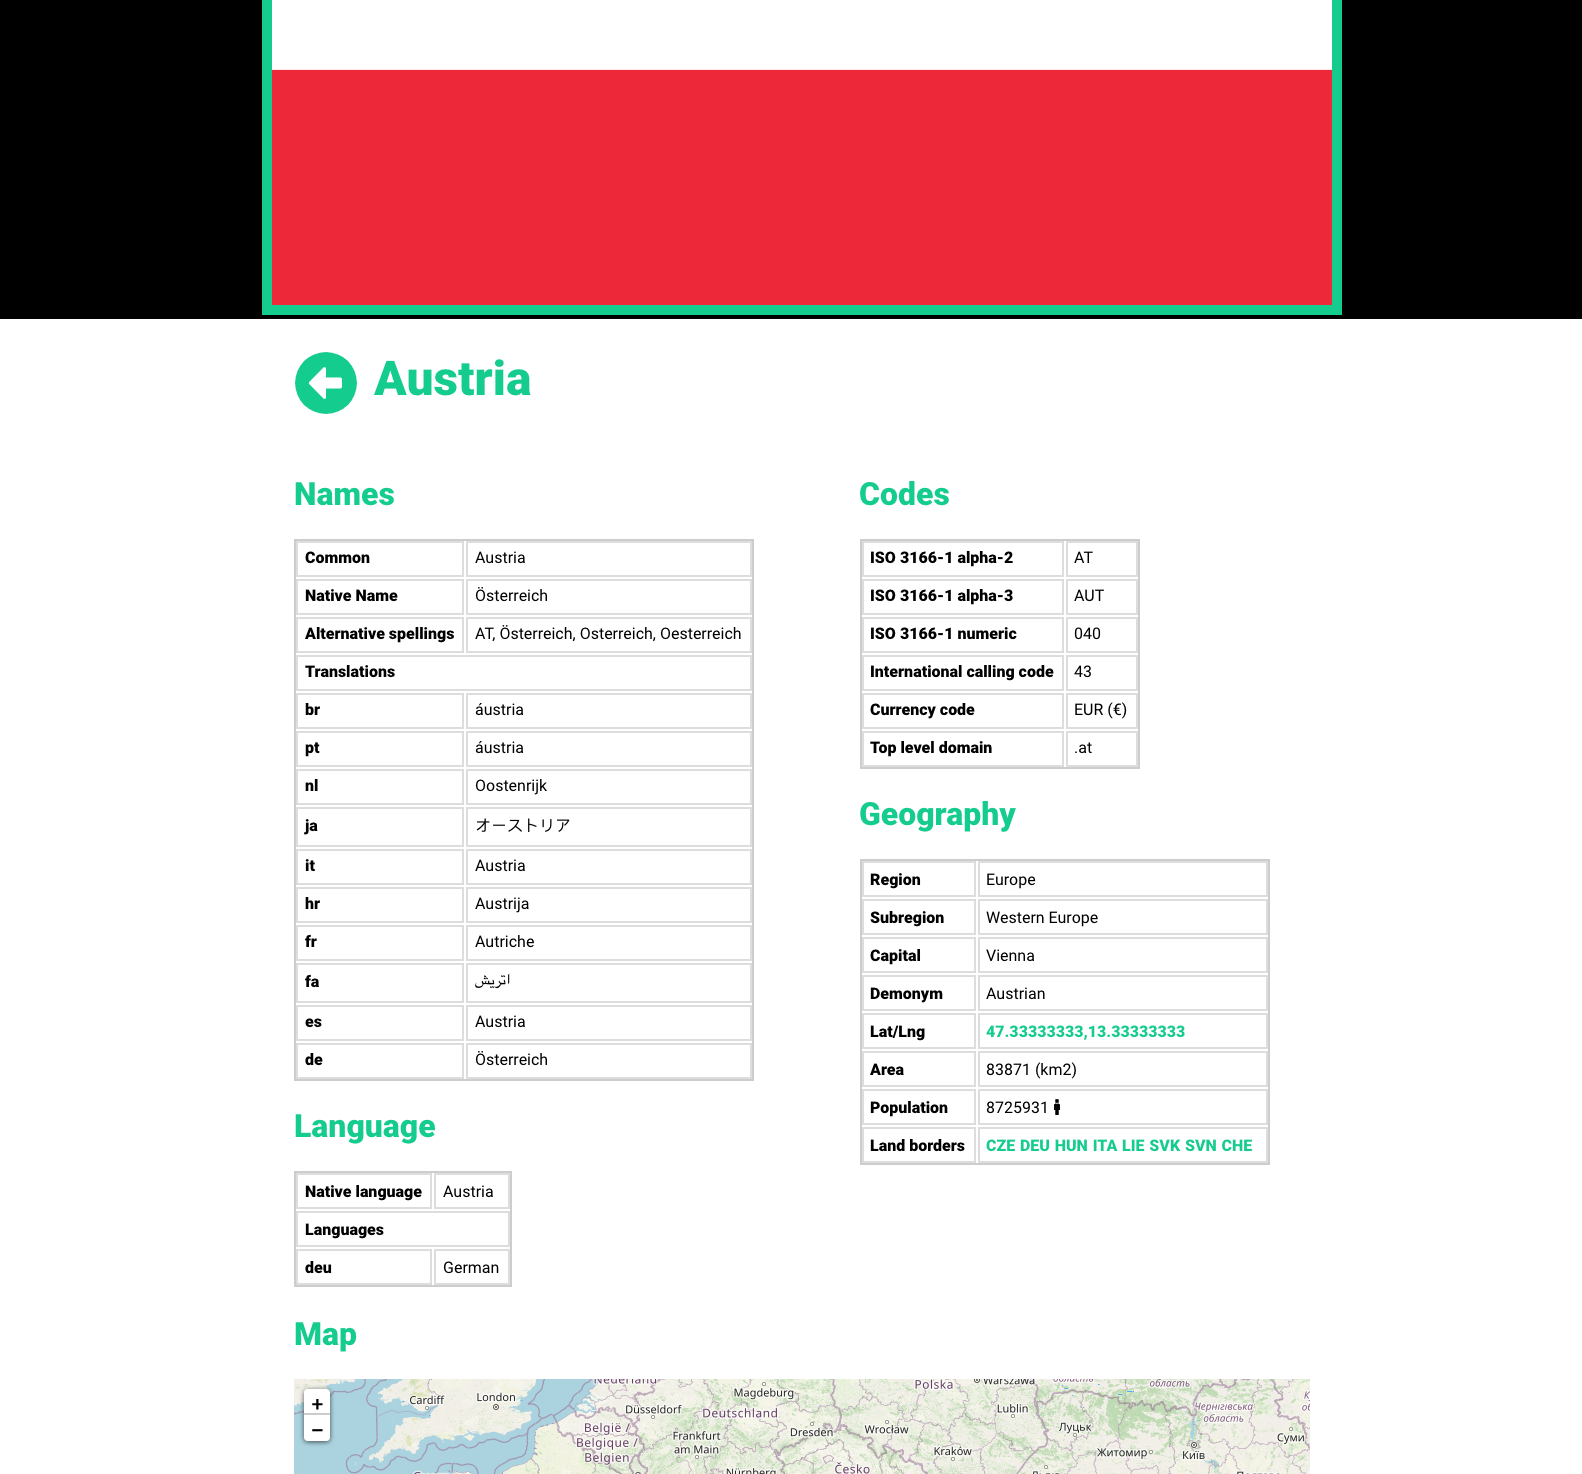 Austria
Names
Common Austria
Native Name Österreich
Alternative spellings AT, Österreich, Osterreich, Oesterreich
Translations
br áustria
pt áustria
nl Oostenrijk
ja オーストリア
it Austria
hr Austrija
fr Autriche
fa اتریش
es Austria
de Österreich
Language
Native language Austria
Languages
deu German
Codes
ISO 3166-1 alpha-2 AT
ISO 3166-1 alpha-3 AUT
ISO 3166-1 numeric 040
International calling code 43
Currency code EUR (€)
Top level domain .at
Geography
Region Europe
Subregion Western Europe
Capital Vienna
Demonym Austrian
Lat/Lng 47.33333333,13.33333333
Area 83871 (km2)
Population 8725931
Land borders CZE DEU HUN ITA LIE SVK SVN CHE
Map
+
−
Cardiff
London
Nederland
Magdeburg
Polska
Warszawa
область
Düsseldorf
Deutschland
Lublin
Чернігівська
область
België /
Belgique /
Belgien
Frankfurt
am Main
Dresden
Wrocław
Луцьк
Суми
Kraków
Житомир
Київ
Nürnberg
Česko